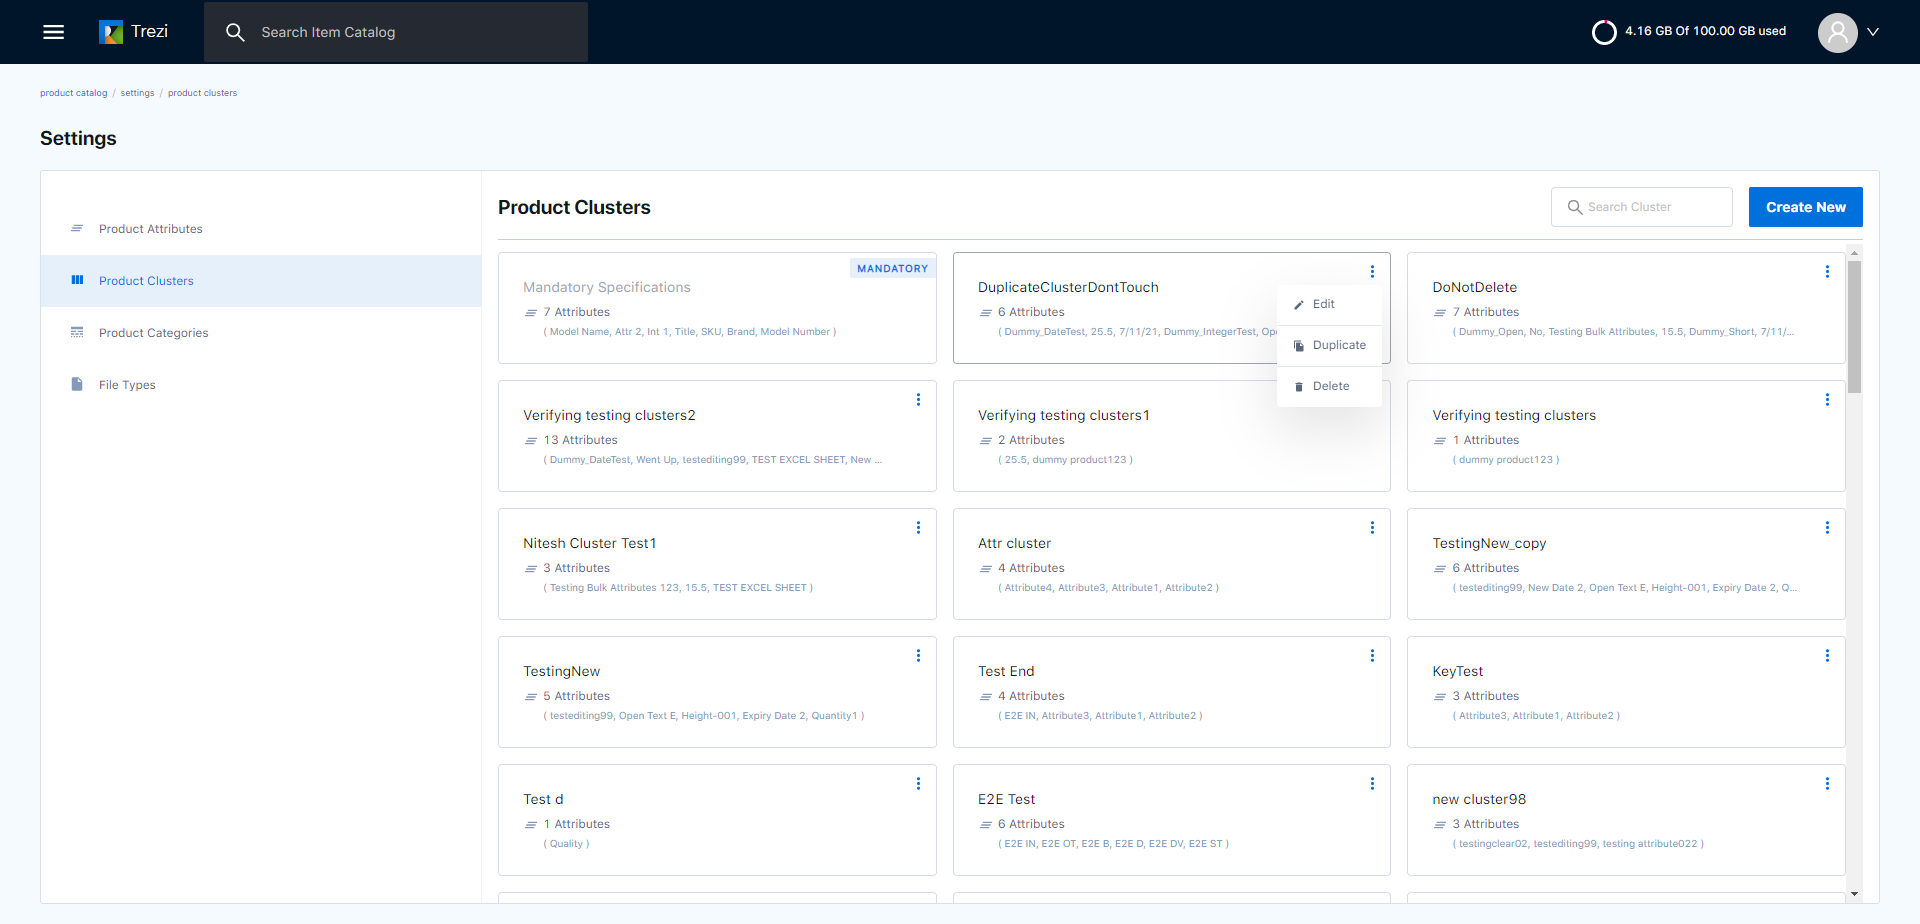 Trezi
Search Item Catalog
4.16 GB Of 100.00 GB used
product catalog / settings / product clusters
Settings
Product Attributes
Product Clusters
Product Categories
File Types
Product Clusters
Search Cluster
Create New
MANDATORY
Mandatory Specifications
7 Attributes
( Model Name, Attr 2, Int 1, Title, SKU, Brand, Model Number )
DuplicateClusterDontTouch
6 Attributes
( Dummy_DateTest, 25.5, 7/11/21, Dummy_IntegerTest, Op
Edit
Duplicate
Delete
DoNotDelete
7 Attributes
( Dummy_Open, No, Testing Bulk Attributes, 15.5, Dummy_Short, 7/11/...
Verifying testing clusters2
13 Attributes
( Dummy_DateTest, Went Up, testediting99, TEST EXCEL SHEET, New ...
Verifying testing clusters1
2 Attributes
( 25.5, dummy product123 )
Verifying testing clusters
1 Attributes
( dummy product123 )
Nitesh Cluster Test1
3 Attributes
( Testing Bulk Attributes 123, 15.5, TEST EXCEL SHEET )
Attr cluster
4 Attributes
( Attribute4, Attribute3, Attribute1, Attribute2 )
TestingNew_copy
6 Attributes
( testediting99, New Date 2, Open Text E, Height-001, Expiry Date 2, Q...
TestingNew
5 Attributes
( testediting99, Open Text E, Height-001, Expiry Date 2, Quantity1 )
Test End
4 Attributes
( E2E IN, Attribute3, Attribute1, Attribute2 )
KeyTest
3 Attributes
( Attribute3, Attribute1, Attribute2 )
Test d
1 Attributes
( Quality )
E2E Test
6 Attributes
( E2E IN, E2E OT, E2E B, E2E D, E2E DV, E2E ST )
new cluster98
3 Attributes
( testingclear02, testediting99, testing attribute022 )